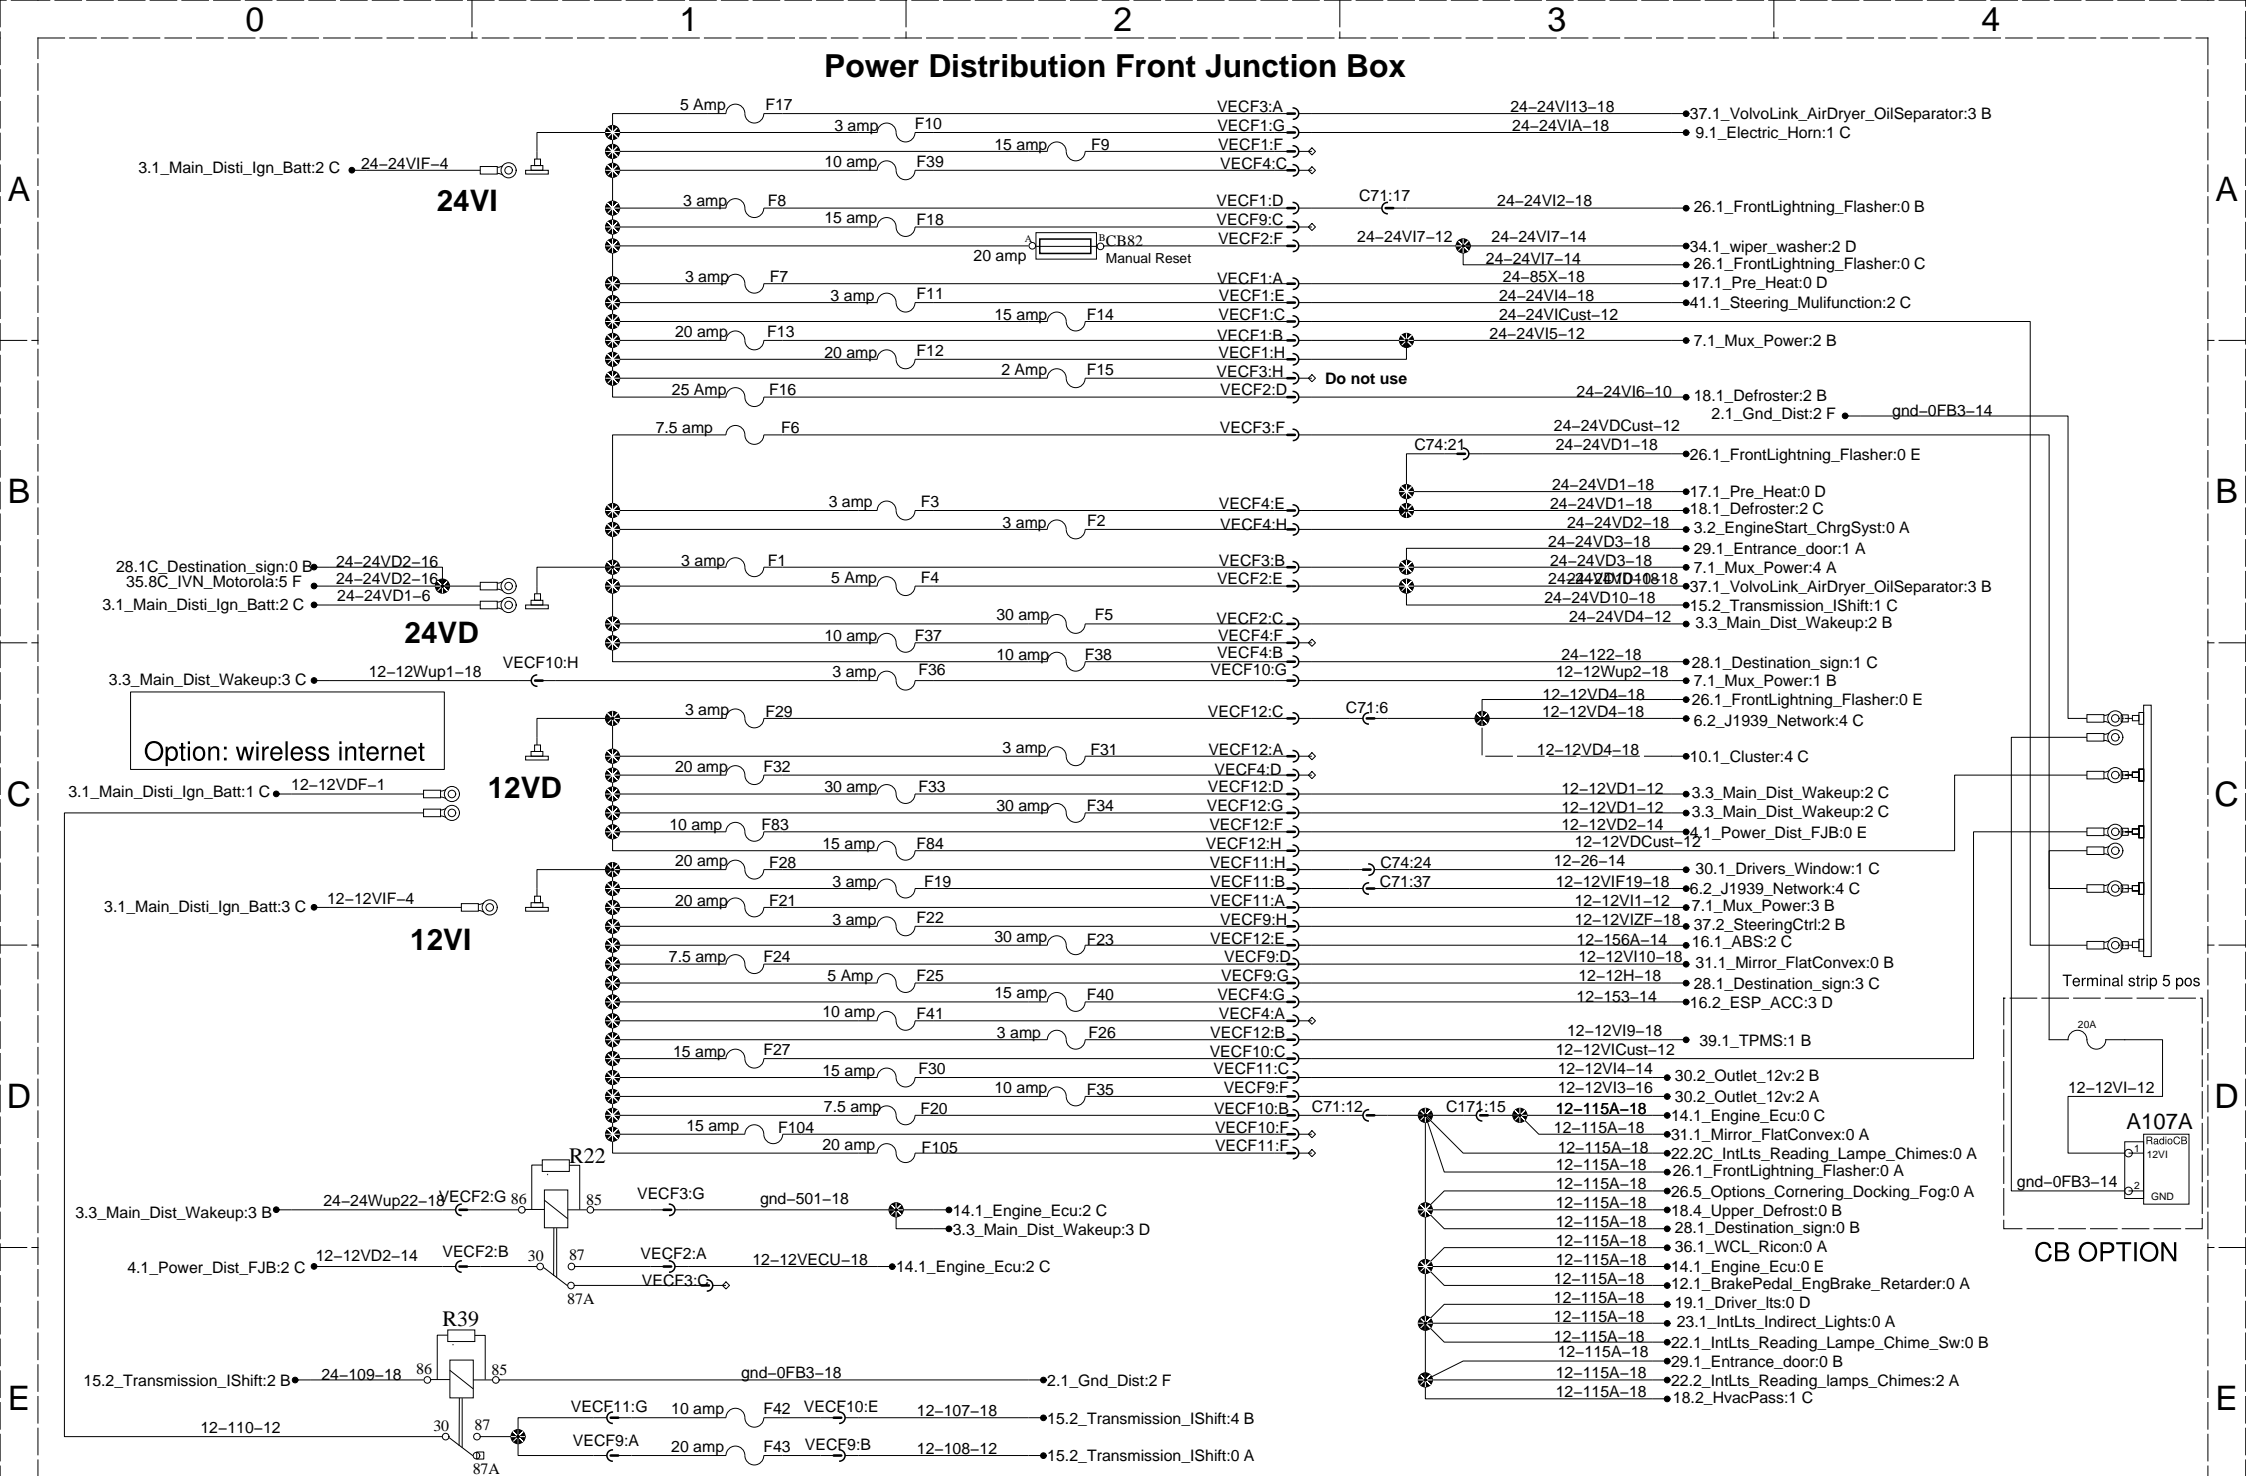 0 1 2 3 4
Power Distribution Front Junction Box
A A
5 Amp F17 VECF3:A 24-24VI13-18 37.1_VolvoLink_AirDryer_OilSeparator:3 B
3 amp F10 VECF1:G 24-24VIA-18 9.1_Electric_Horn:1 C
15 amp F9 VECF1:F
3.1_Main_Disti_Ign_Batt:2 C 24-24VIF-4 10 amp F39 VECF4:C
24VI
3 amp F8 VECF1:D C71:17 24-24VI2-18 26.1_FrontLightning_Flasher:0 B
15 amp F18 VECF9:C
20 amp A B CB82 Manual Reset VECF2:F 24-24VI7-12 24-24VI7-14 34.1_wiper_washer:2 D
24-24VI7-14 26.1_FrontLightning_Flasher:0 C
3 amp F7 VECF1:A 24-85X-18 17.1_Pre_Heat:0 D
3 amp F11 VECF1:E 24-24VI4-18 41.1_Steering_Mulifunction:2 C
15 amp F14 VECF1:C 24-24VICust-12
20 amp F13 VECF1:B 24-24VI5-12 7.1_Mux_Power:2 B
20 amp F12 VECF1:H
2 Amp F15 VECF3:H Do not use
25 Amp F16 VECF2:D 24-24VI6-10 18.1_Defroster:2 B
2.1_Gnd_Dist:2 F gnd-0FB3-14
B B
7.5 amp F6 VECF3:F 24-24VDCust-12
C74:21 24-24VD1-18 26.1_FrontLightning_Flasher:0 E
24-24VD1-18 17.1_Pre_Heat:0 D
3 amp F3 VECF4:E 24-24VD1-18 18.1_Defroster:2 C
3 amp F2 VECF4:H 24-24VD2-18 3.2_EngineStart_ChrgSyst:0 A
24-24VD3-18 29.1_Entrance_door:1 A
28.1C_Destination_sign:0 B 24-24VD2-16 3 amp F1 VECF3:B 24-24VD3-18 7.1_Mux_Power:4 A
35.8C_IVN_Motorola:5 F 24-24VD2-16 5 Amp F4 VECF2:E 37.1_VolvoLink_AirDryer_OilSeparator:3 B
3.1_Main_Disti_Ign_Batt:2 C 24-24VD1-6 24-24VD10-18 15.2_Transmission_IShift:1 C
24VD
30 amp F5 VECF2:C 24-24VD4-12 3.3_Main_Dist_Wakeup:2 B
10 amp F37 VECF4:F
10 amp F38 VECF4:B 24-122-18 28.1_Destination_sign:1 C
3.3_Main_Dist_Wakeup:3 C 12-12Wup1-18 VECF10:H 3 amp F36 VECF10:G 12-12Wup2-18 7.1_Mux_Power:1 B
12-12VD4-18 26.1_FrontLightning_Flasher:0 E
3 amp F29 VECF12:C C71:6 12-12VD4-18 6.2_J1939_Network:4 C
Option: wireless internet
3 amp F31 VECF12:A 12-12VD4-18 10.1_Cluster:4 C
20 amp F32 VECF4:D
C C
12VD
3.1_Main_Disti_Ign_Batt:1 C 12-12VDF-1 30 amp F33 VECF12:D 12-12VD1-12 3.3_Main_Dist_Wakeup:2 C
30 amp F34 VECF12:G 12-12VD1-12 3.3_Main_Dist_Wakeup:2 C
10 amp F83 VECF12:F 12-12VD2-14 4.1_Power_Dist_FJB:0 E
15 amp F84 VECF12:H 12-12VDCust-12
20 amp F28 VECF11:H C74:24 12-26-14 30.1_Drivers_Window:1 C
3 amp F19 VECF11:B C71:37 12-12VIF19-18 6.2_J1939_Network:4 C
3.1_Main_Disti_Ign_Batt:3 C 12-12VIF-4 20 amp F21 VECF11:A 12-12VI1-12 7.1_Mux_Power:3 B
3 amp F22 VECF9:H 12-12VIZF-18 37.2_SteeringCtrl:2 B
12VI
30 amp F23 VECF12:E 12-156A-14 16.1_ABS:2 C
7.5 amp F24 VECF9:D 12-12VI10-18 31.1_Mirror_FlatConvex:0 B
5 Amp F25 VECF9:G 12-12H-18 28.1_Destination_sign:3 C
Terminal strip 5 pos
15 amp F40 VECF4:G 12-153-14 16.2_ESP_ACC:3 D
10 amp F41 VECF4:A
20A
3 amp F26 VECF12:B 12-12VI9-18 39.1_TPMS:1 B
15 amp F27 VECF10:C 12-12VICust-12
15 amp F30 VECF11:C 12-12VI4-14 30.2_Outlet_12v:2 B
D D
10 amp F35 VECF9:F 12-12VI3-16 30.2_Outlet_12v:2 A
12-12VI-12
7.5 amp F20 VECF10:B C71:12 C171:15 12-115A-18 14.1_Engine_Ecu:0 C
A107A
15 amp F104 VECF10:F 12-115A-18 31.1_Mirror_FlatConvex:0 A
RadioCB
20 amp F105 VECF11:F 12-115A-18 22.2C_IntLts_Reading_Lampe_Chimes:0 A
1 12VI
R22
12-115A-18 26.1_FrontLightning_Flasher:0 A
gnd-0FB3-14 2 GND
12-115A-18 26.5_Options_Cornering_Docking_Fog:0 A
3.3_Main_Dist_Wakeup:3 B 24-24Wup22-18 VECF2:G 86 85 VECF3:G gnd-501-18 14.1_Engine_Ecu:2 C 12-115A-18 18.4_Upper_Defrost:0 B
3.3_Main_Dist_Wakeup:3 D 12-115A-18 28.1_Destination_sign:0 B
12-115A-18 36.1_WCL_Ricon:0 A
CB OPTION
4.1_Power_Dist_FJB:2 C 12-12VD2-14 VECF2:B 30 87 VECF2:A 12-12VECU-18 14.1_Engine_Ecu:2 C 12-115A-18 14.1_Engine_Ecu:0 E
87A VECF3:C 12-115A-18 12.1_BrakePedal_EngBrake_Retarder:0 A
12-115A-18 19.1_Driver_lts:0 D
R39
12-115A-18 23.1_IntLts_Indirect_Lights:0 A
12-115A-18 22.1_IntLts_Reading_Lampe_Chime_Sw:0 B
12-115A-18 29.1_Entrance_door:0 B
15.2_Transmission_IShift:2 B 24-109-18 86 85 gnd-0FB3-18 2.1_Gnd_Dist:2 F 12-115A-18 22.2_IntLts_Reading_lamps_Chimes:2 A
E E
12-115A-18 18.2_HvacPass:1 C
VECF11:G 10 amp F42 VECF10:E 12-107-18 15.2_Transmission_IShift:4 B
12-110-12 30 87
VECF9:A 20 amp F43 VECF9:B 12-108-12 15.2_Transmission_IShift:0 A
87A